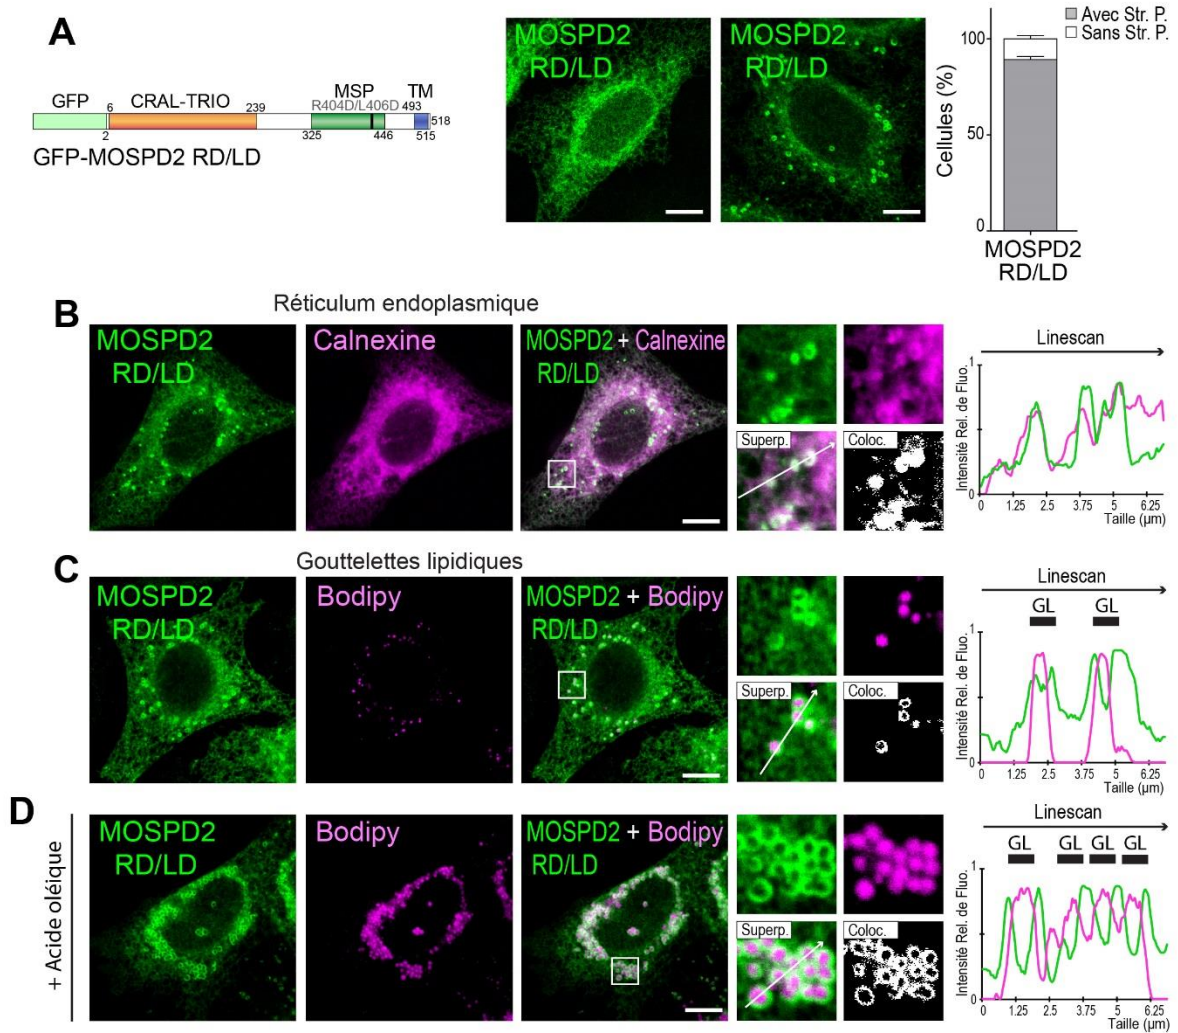 A
GFP
6
CRAL-TRIO
239
MSP
R404D/L406D
TM
493
518
2
325
446
515
GFP-MOSPD2 RD/LD
MOSPD2
RD/LD
MOSPD2
RD/LD
Avec Str. P.
Sans Str. P.
Cellules (%)
100
50
0
MOSPD2
RD/LD
B
Réticulum endoplasmique
MOSPD2
RD/LD
Calnexine
MOSPD2 + Calnexine
RD/LD
Superp.
Coloc.
Linescan
Intensité Rel. de Fluo.
1
0
0 1.25 2.5 3.75 5 6.25
Taille (µm)
C
Gouttelettes lipidiques
MOSPD2
RD/LD
Bodipy
MOSPD2 + Bodipy
RD/LD
Superp.
Coloc.
Linescan
GL GL
Intensité Rel. de Fluo.
1
0
0 1.25 2.5 3.75 5 6.25
Taille (µm)
D
+ Acide oléique
MOSPD2
RD/LD
Bodipy
MOSPD2 + Bodipy
RD/LD
Superp.
Coloc.
Linescan
GL GL GL GL
Intensité Rel. de Fluo.
1
0
0 1.25 2.5 3.75 5 6.25
Taille (µm)